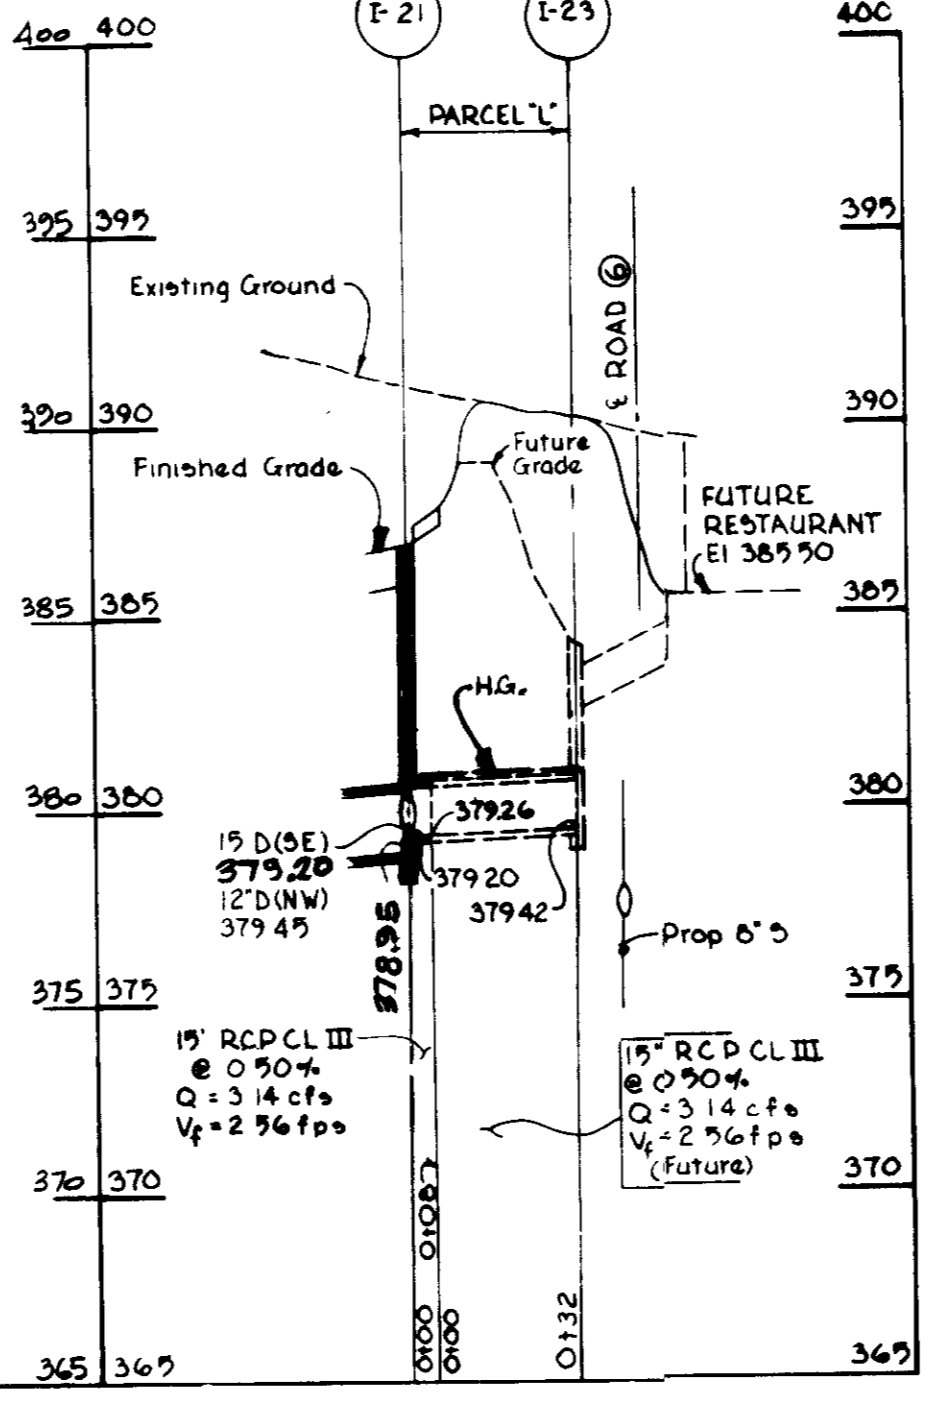 I-21
I-23
400 400
400
PARCEL "L"
395 395
395
Existing Ground
℄ ROAD 6
390 390
390
Finished Grade
Future
Grade
FUTURE
RESTAURANT
El 385 50
385 385
385
H.G.
380 380
380
379.26
15 D(SE)
379.20
12"D(NW)
379 45
379 20
379 42
378.95
Prop 8" S
375 375
375
15' RCP CL III
@ 0 50%
Q = 3 14 cfs
Vf = 2 56 fps
15" RCP CL III
@ 0 50%
Q = 3 14 cfs
Vf = 2 56 fps
(Future)
370 370
370
0+00
0+00
0+32
365 365
365